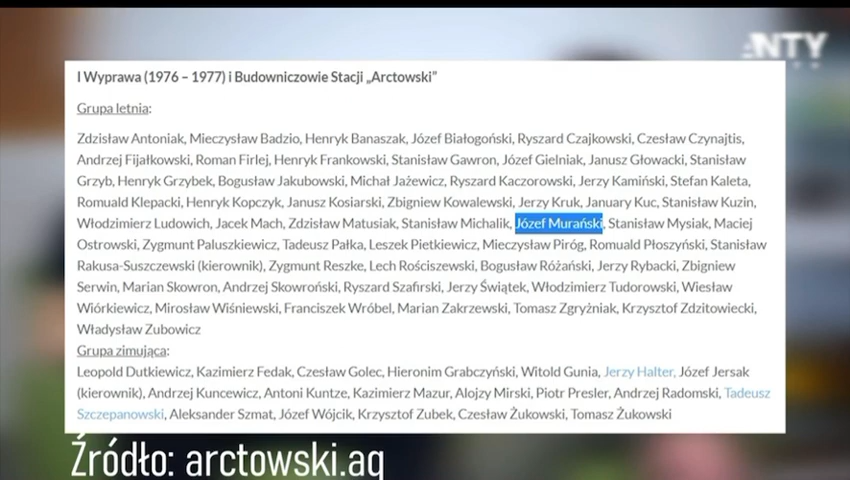 NTY
I Wyprawa (1976 – 1977) i Budowniczowie Stacji „Arctowski”
Grupa letnia:
Zdzisław Antoniak, Mieczysław Badzio, Henryk Banaszak, Józef Białogoński, Ryszard Czajkowski, Czesław Czynajtis,
Andrzej Fijałkowski, Roman Firlej, Henryk Frankowski, Stanisław Gawron, Józef Gielniak, Janusz Głowacki, Stanisław
Grzyb, Henryk Grzybek, Bogusław Jakubowski, Michał Jażewicz, Ryszard Kaczorowski, Jerzy Kamiński, Stefan Kaleta,
Romuald Klepacki, Henryk Kopczyk, Janusz Kosiarski, Zbigniew Kowalewski, Jerzy Kruk, January Kuc, Stanisław Kuzin,
Włodzimierz Ludowich, Jacek Mach, Zdzisław Matusiak, Stanisław Michalik, Józef Murański, Stanisław Mysiak, Maciej
Ostrowski, Zygmunt Paluszkiewicz, Tadeusz Pałka, Leszek Pietkiewicz, Mieczysław Piróg, Romuald Płoszyński, Stanisław
Rakusa-Suszczewski (kierownik), Zygmunt Reszke, Lech Rościszewski, Bogusław Różański, Jerzy Rybacki, Zbigniew
Serwin, Marian Skowron, Andrzej Skowroński, Ryszard Szafirski, Jerzy Świątek, Włodzimierz Tudorowski, Wiesław
Wiórkiewicz, Mirosław Wiśniewski, Franciszek Wróbel, Marian Zakrzewski, Tomasz Zgryźniak, Krzysztof Zdzitowiecki,
Władysław Zubowicz
Grupa zimująca:
Leopold Dutkiewicz, Kazimierz Fedak, Czesław Golec, Hieronim Grabczyński, Witold Gunia, Jerzy Halter, Józef Jersak
(kierownik), Andrzej Kuncewicz, Antoni Kuntze, Kazimierz Mazur, Alojzy Mirski, Piotr Presler, Andrzej Radomski, Tadeusz
Szczepanowski, Aleksander Szmat, Józef Wójcik, Krzysztof Zubek, Czesław Żukowski, Tomasz Żukowski
Źródło: arctowski.aq